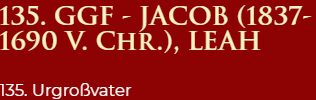 135. GGF - JACOB (1837-
1690 V. CHR.), LEAH
135. Urgroßvater